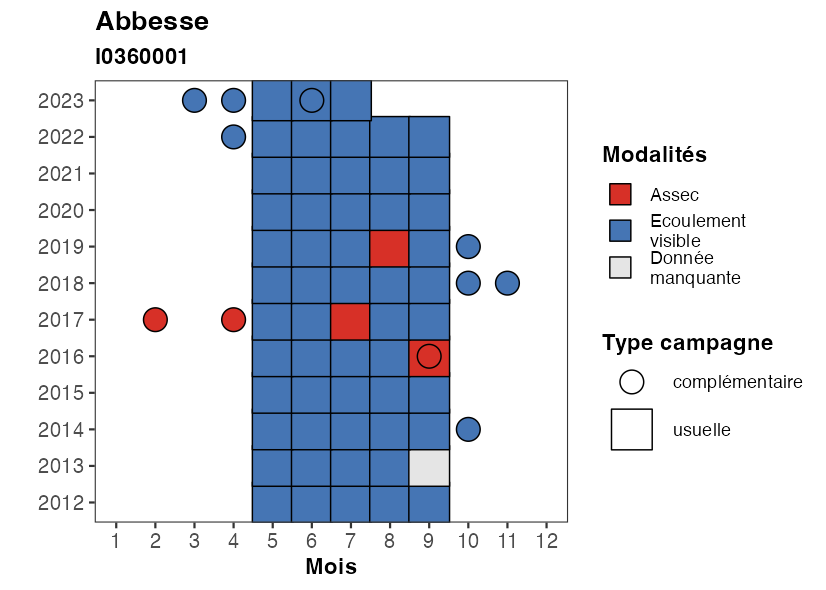 Abbesse
I0360001
2023
2022
2021
2020
2019
2018
2017
2016
2015
2014
2013
2012
1 2 3 4 5 6 7 8 9 10 11 12
Mois
Modalités
Assec
Ecoulement
visible
Donnée
manquante
Type campagne
complémentaire
usuelle